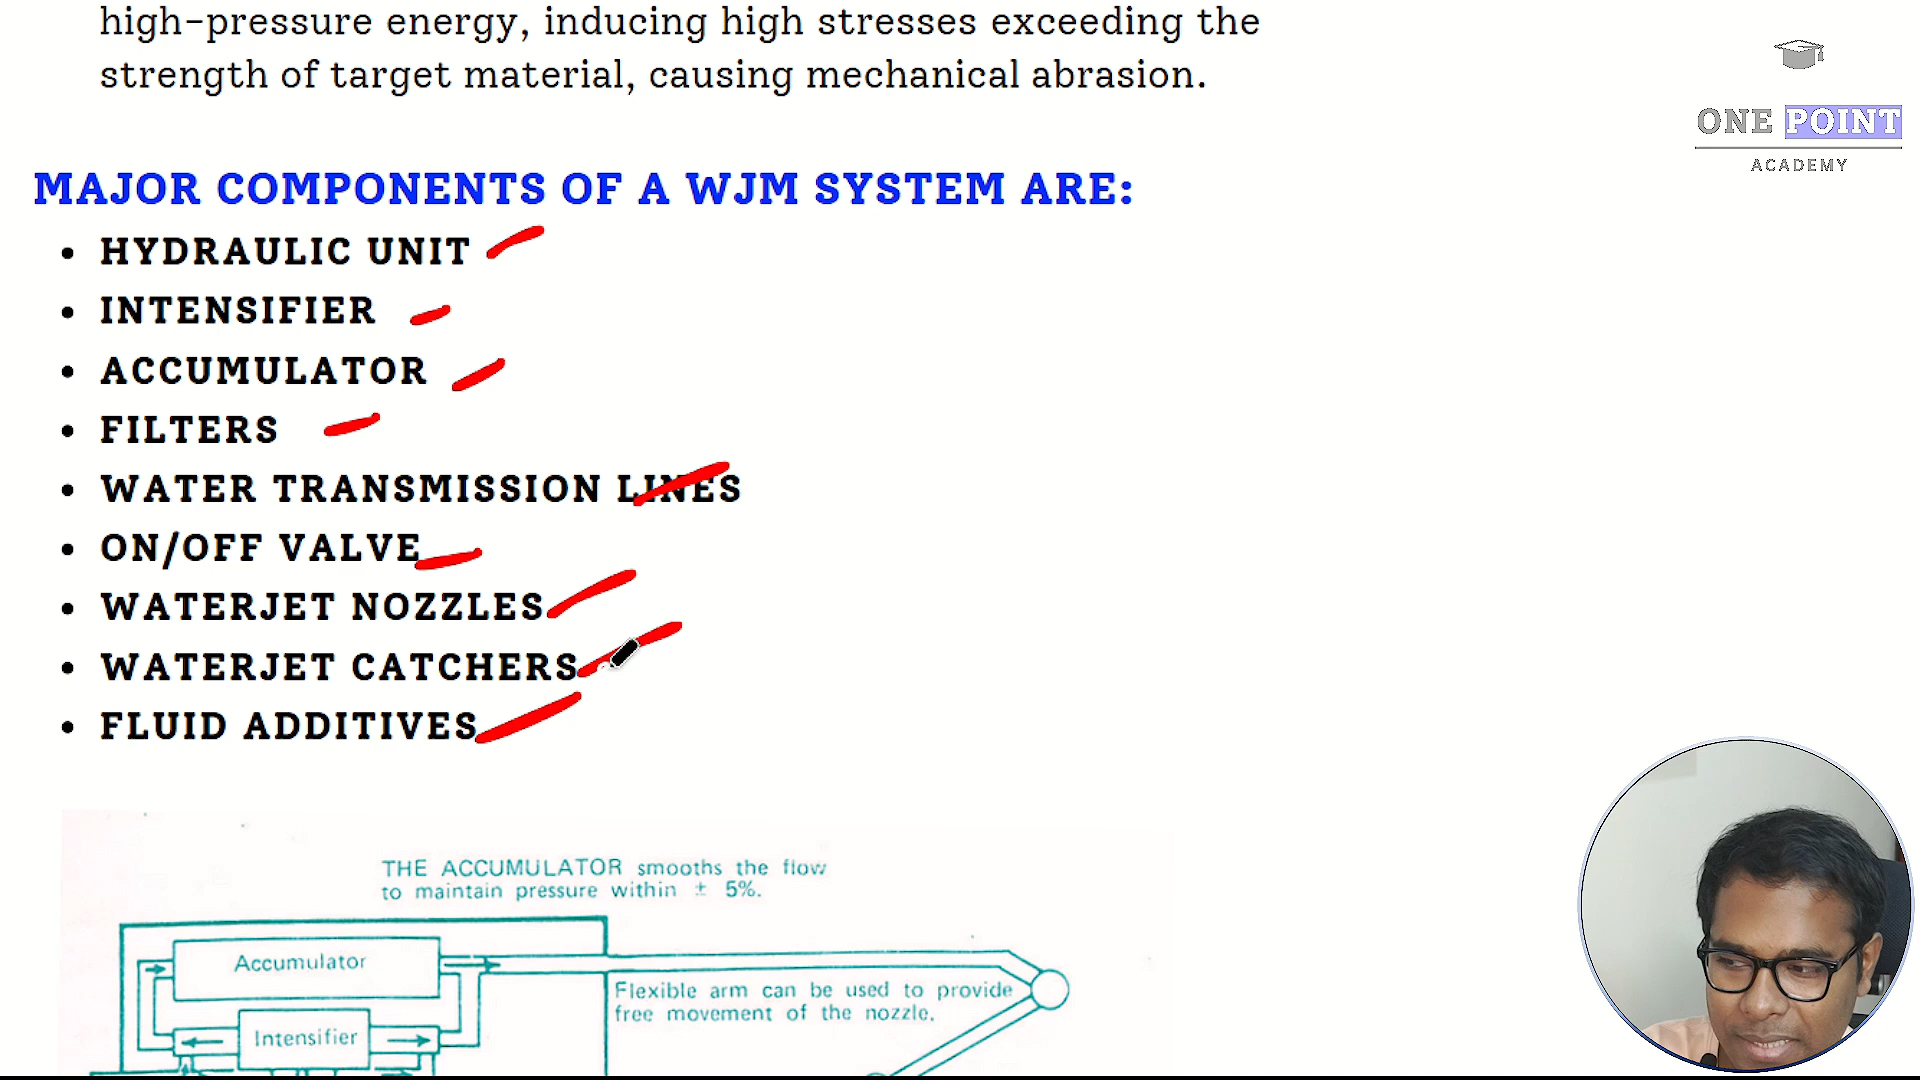 high-pressure energy, inducing high stresses exceeding the
strength of target material, causing mechanical abrasion.
ONE POINT
ACADEMY
MAJOR COMPONENTS OF A WJM SYSTEM ARE:
• HYDRAULIC UNIT
• INTENSIFIER
• ACCUMULATOR
• FILTERS
• WATER TRANSMISSION LINES
• ON/OFF VALVE
• WATERJET NOZZLES
• WATERJET CATCHERS
• FLUID ADDITIVES
THE ACCUMULATOR smooths the flow
to maintain pressure within ± 5%.
Accumulator
Flexible arm can be used to provide
free movement of the nozzle.
Intensifier